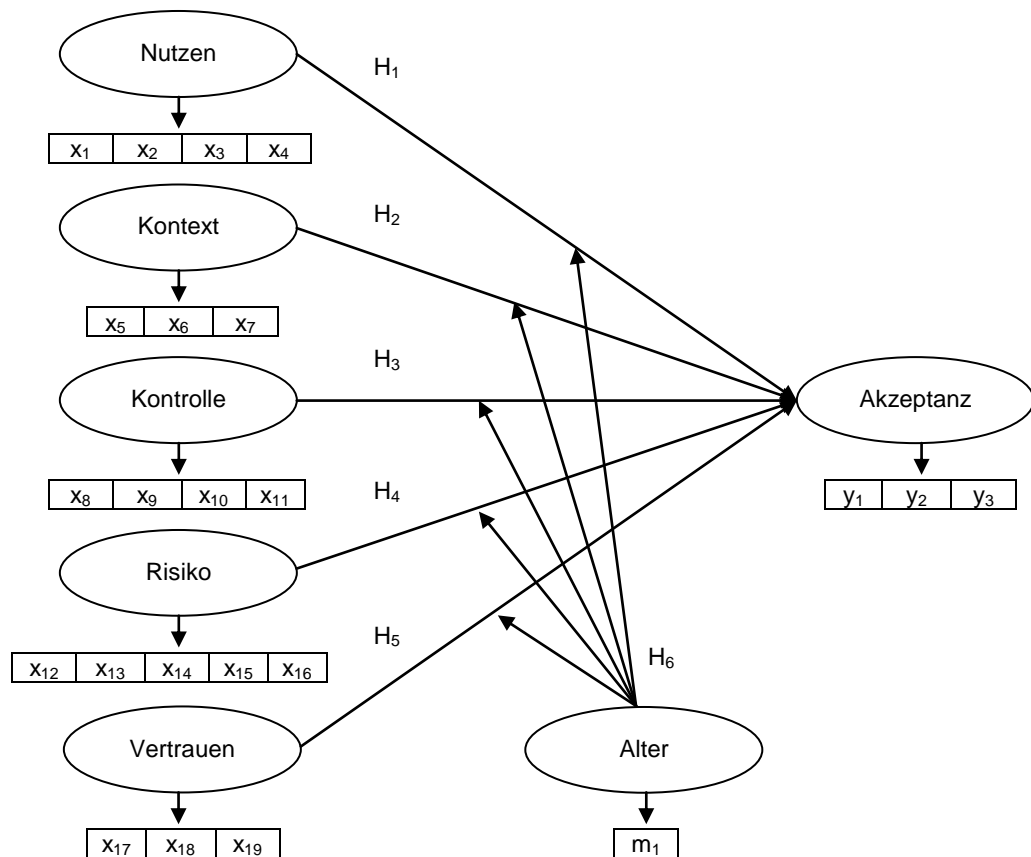 Nutzen
H₁
x₁ x₂ x₃ x₄
Kontext
H₂
x₅ x₆ x₇
Kontrolle
H₃
Akzeptanz
x₈ x₉ x₁₀ x₁₁
H₄
y₁ y₂ y₃
Risiko
H₅
x₁₂ x₁₃ x₁₄ x₁₅ x₁₆
H₆
Vertrauen
Alter
x₁₇ x₁₈ x₁₉
m₁